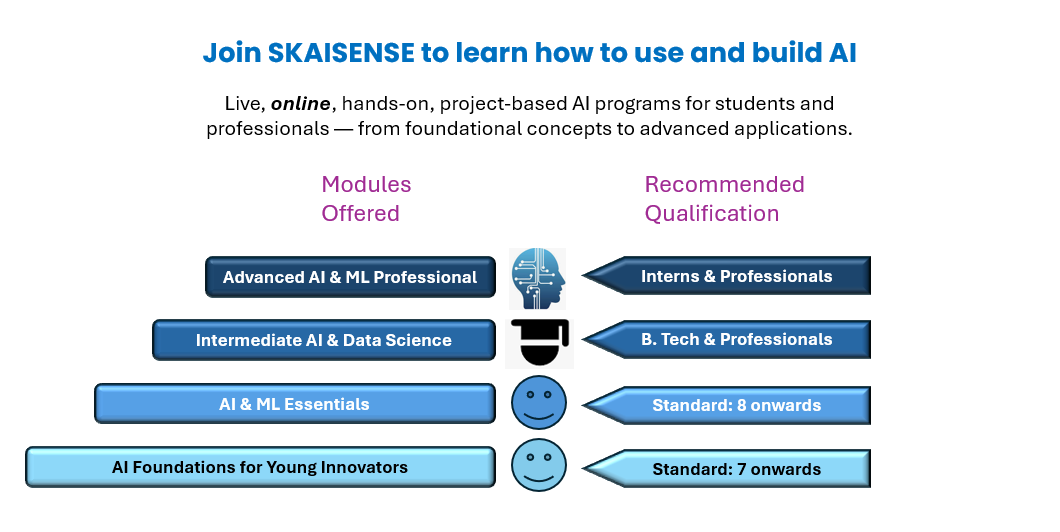 Join SKAISENSE to learn how to use and build AI
Live, online, hands-on, project-based AI programs for students and
professionals — from foundational concepts to advanced applications.
Modules
Offered
Recommended
Qualification
Advanced AI & ML Professional
Interns & Professionals
Intermediate AI & Data Science
B. Tech & Professionals
AI & ML Essentials
Standard: 8 onwards
AI Foundations for Young Innovators
Standard: 7 onwards